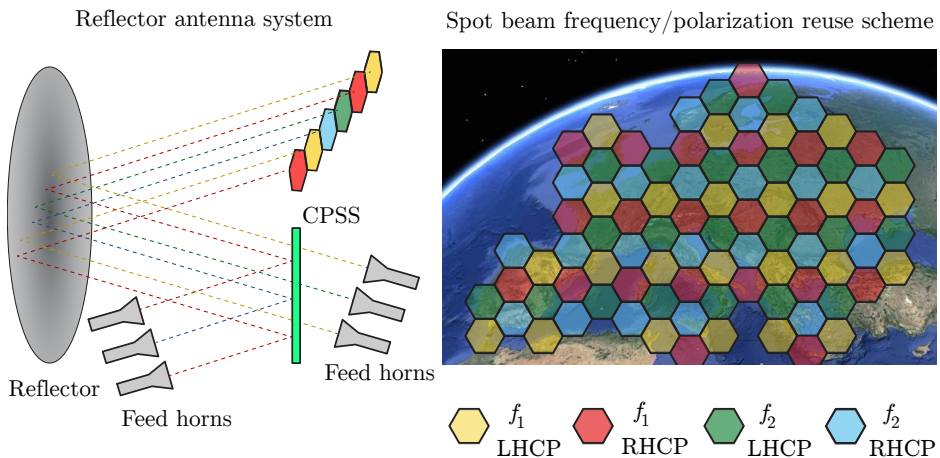 Reflector antenna system
Spot beam frequency/polarization reuse scheme
CPSS
Reflector
Feed horns
Feed horns
f₁
LHCP
f₁
RHCP
f₂
LHCP
f₂
RHCP